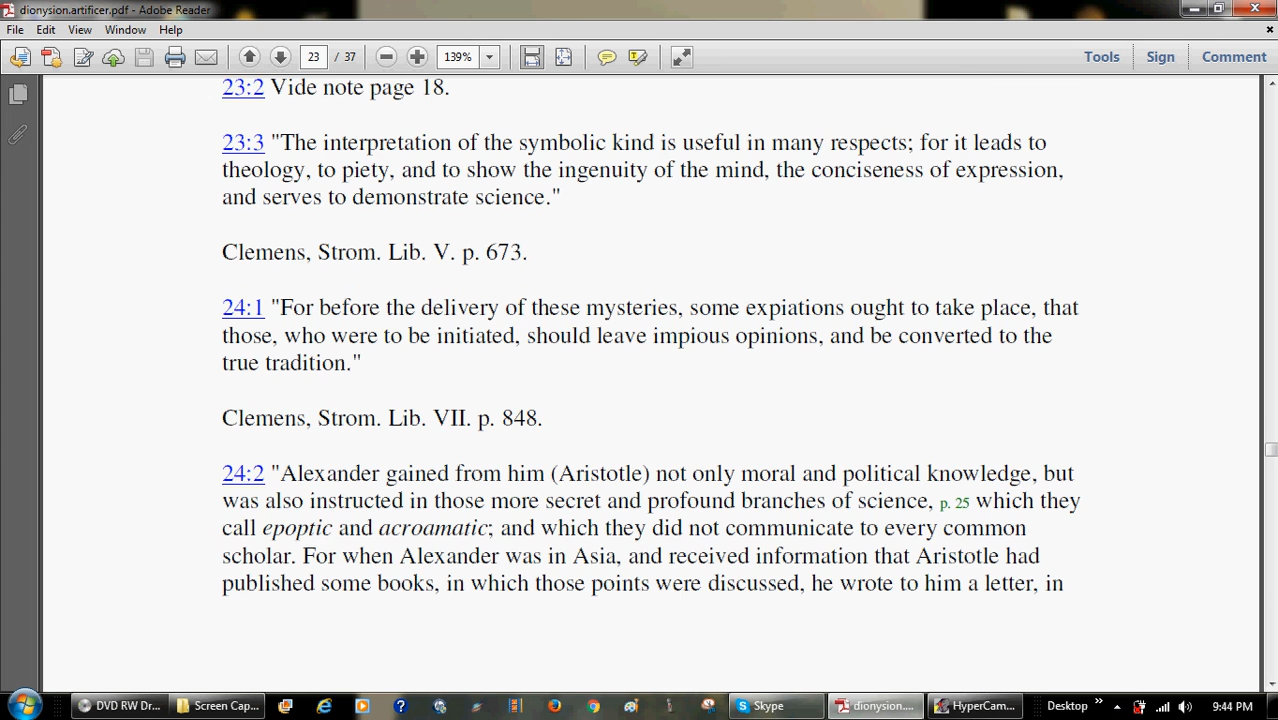 dionysion.artificer.pdf - Adobe Reader
File Edit View Window Help
23 / 37 139% Tools Sign Comment
23:2 Vide note page 18.
23:3 "The interpretation of the symbolic kind is useful in many respects; for it leads to
theology, to piety, and to show the ingenuity of the mind, the conciseness of expression,
and serves to demonstrate science."
Clemens, Strom. Lib. V. p. 673.
24:1 "For before the delivery of these mysteries, some expiations ought to take place, that
those, who were to be initiated, should leave impious opinions, and be converted to the
true tradition."
Clemens, Strom. Lib. VII. p. 848.
24:2 "Alexander gained from him (Aristotle) not only moral and political knowledge, but
was also instructed in those more secret and profound branches of science, p. 25 which they
call epoptic and acroamatic; and which they did not communicate to every common
scholar. For when Alexander was in Asia, and received information that Aristotle had
published some books, in which those points were discussed, he wrote to him a letter, in
DVD RW Dr... Screen Cap... Skype dionysion.... HyperCam... Desktop 9:44 PM